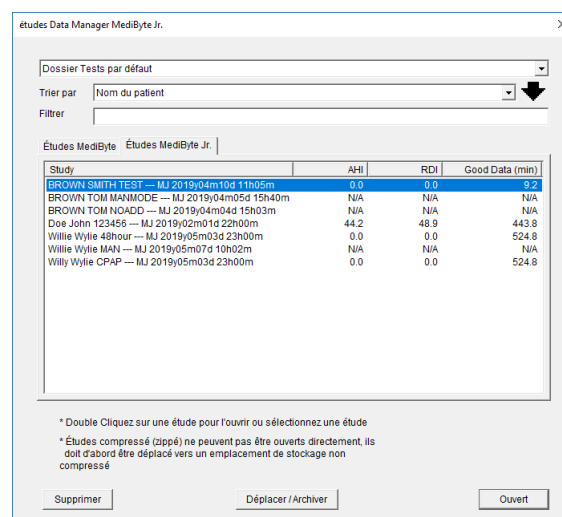 études Data Manager MediByte Jr.
Dossier Tests par défaut
Trier par Nom du patient
Filtrer
Études MediByte Études MediByte Jr.
Study AHI RDI Good Data (min)
BROWN SMITH TEST --- MJ 2019y04m10d 11h05m 0.0 0.0 9.2
BROWN TOM MANMODE --- MJ 2019y04m05d 15h40m N/A N/A N/A
BROWN TOM NOADD --- MJ 2019y04m04d 15h03m N/A N/A N/A
Doe John 123456 --- MJ 2019y02m01d 22h00m 44.2 48.9 443.8
Willie Wylie 48hour --- MJ 2019y05m03d 23h00m 0.0 0.0 524.8
Willie Wylie MAN --- MJ 2019y05m07d 10h02m N/A N/A N/A
Willy Wylie CPAP --- MJ 2019y05m03d 23h00m 0.0 0.0 524.8
* Double Cliquez sur une étude pour l'ouvrir ou sélectionnez une étude
* Études compressé (zippé) ne peuvent pas être ouverts directement, ils
doit d'abord être déplacé vers un emplacement de stockage non
compressé
Supprimer Déplacer / Archiver Ouvert